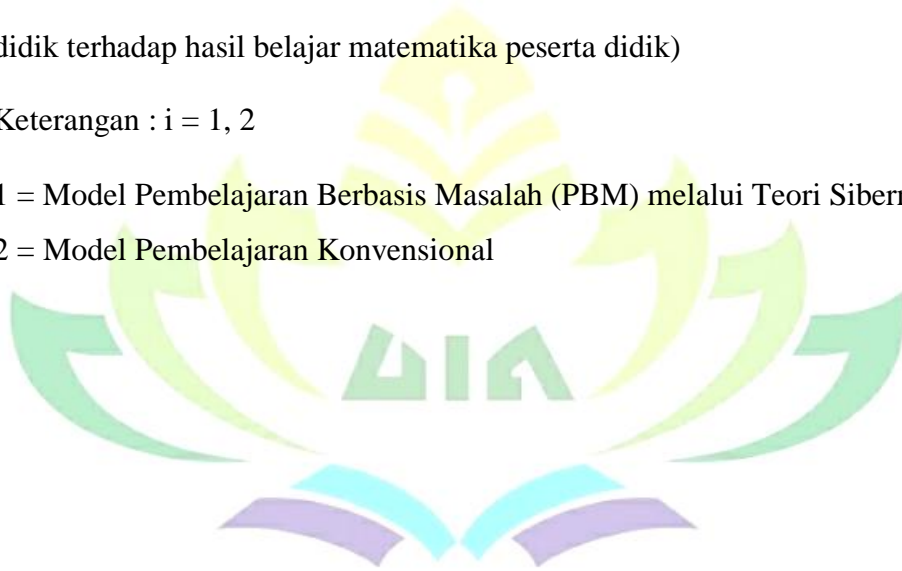 didik terhadap hasil belajar matematika peserta didik)
Keterangan : i = 1, 2
1 = Model Pembelajaran Berbasis Masalah (PBM) melalui Teori
2 = Model Pembelajaran Konvensional
UIN